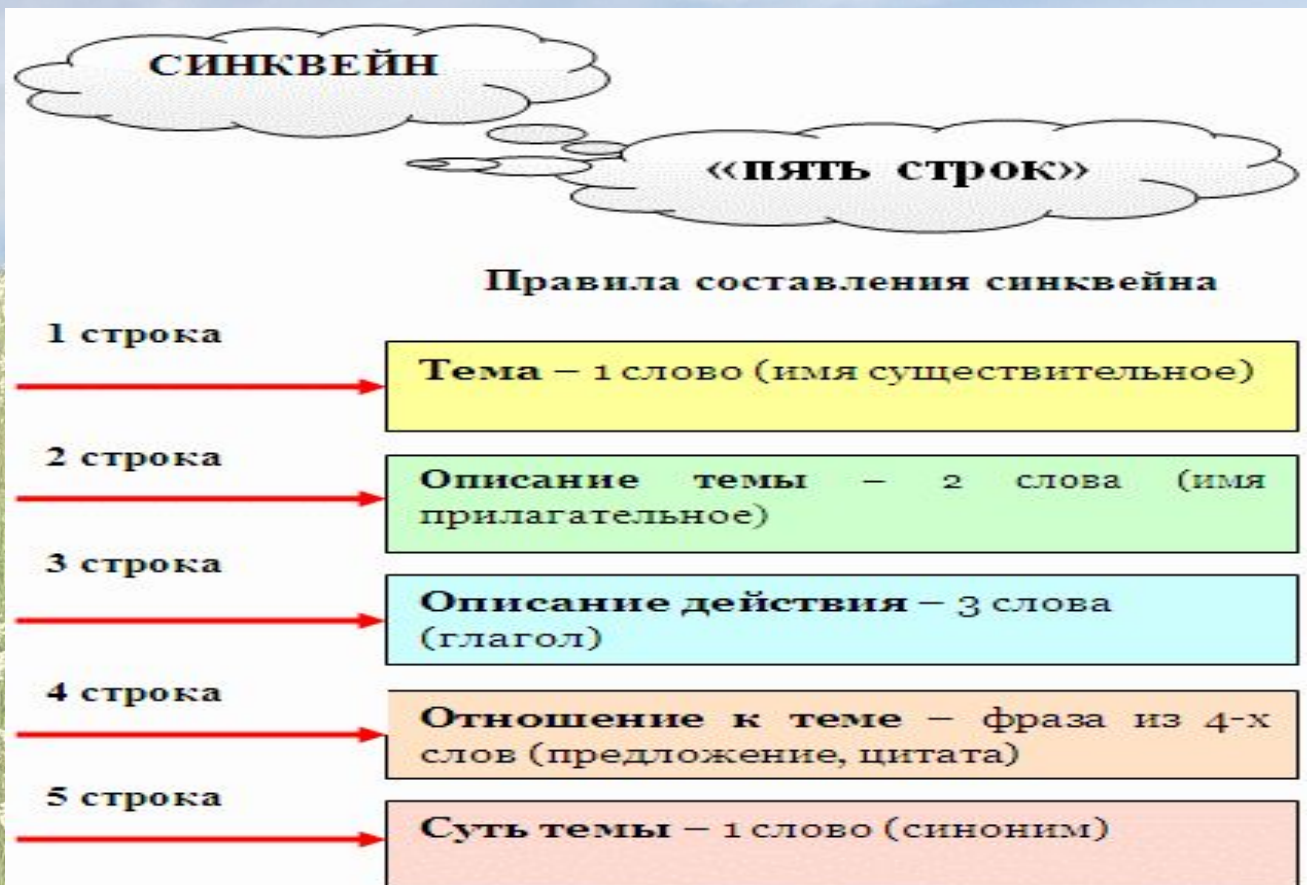 СИНКВЕЙН
«пять строк»
Правила составления синквейна
1 строка
Тема – 1 слово (имя существительное)
2 строка
Описание темы – 2 слова (имя
прилагательное)
3 строка
Описание действия – 3 слова
(глагол)
4 строка
Отношение к теме – фраза из 4-х
слов (предложение, цитата)
5 строка
Суть темы – 1 слово (синоним)